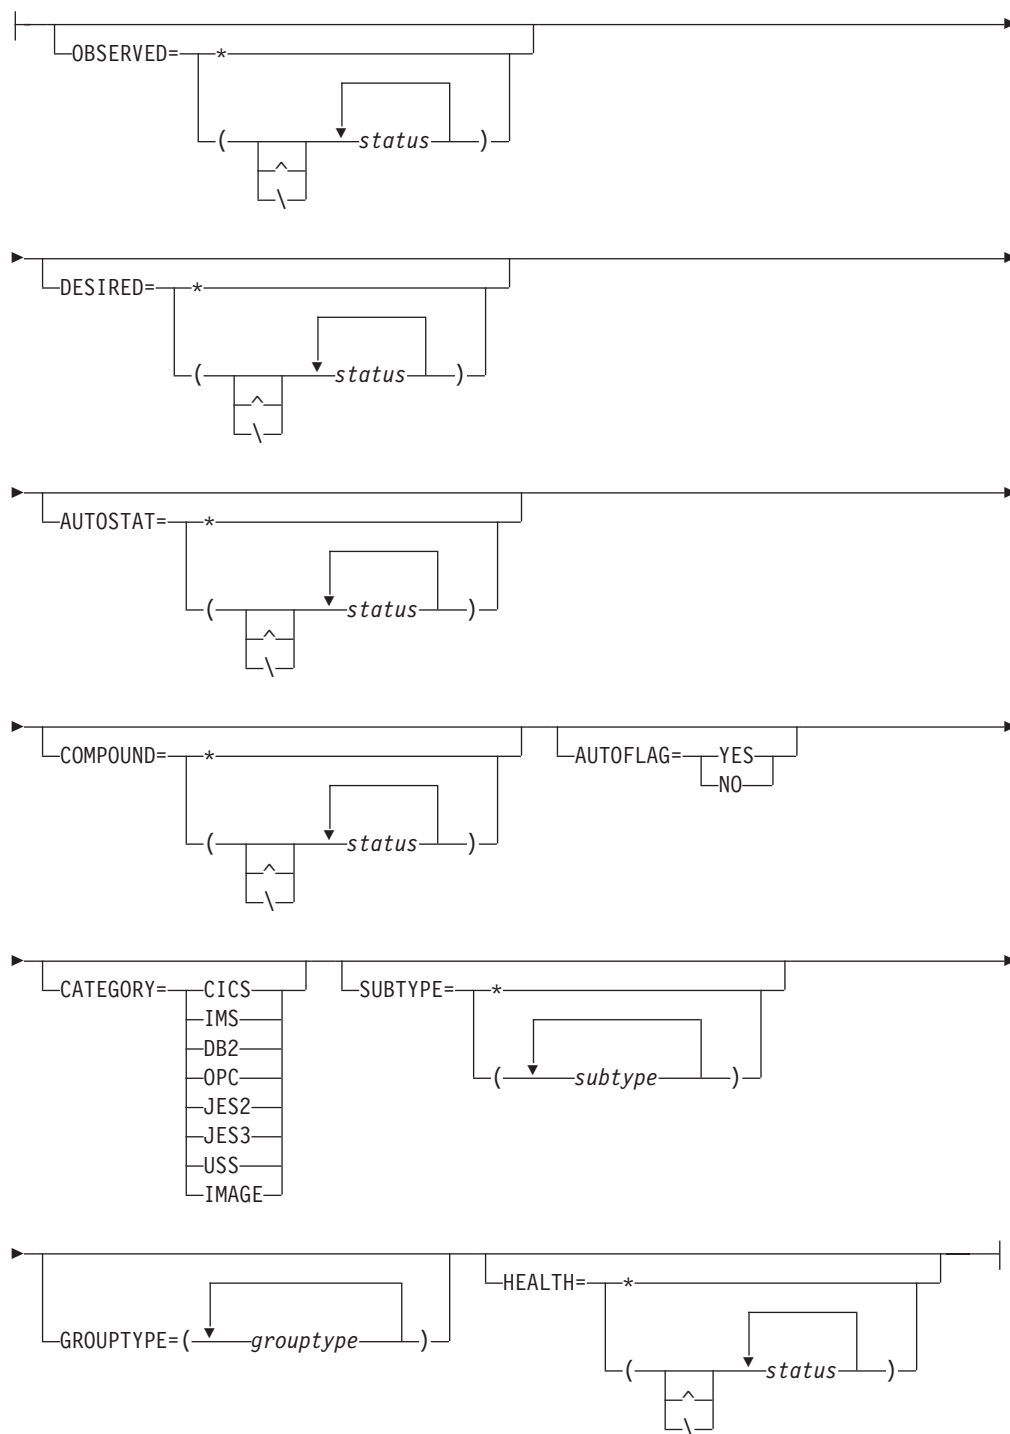 OBSERVED= *
( status )
^
\
DESIRED= *
( status )
^
\
AUTOSTAT= *
( status )
^
\
COMPOUND= * AUTOFLAG= YES
NO
( status )
^
\
CATEGORY= CICS SUBTYPE= *
IMS
DB2
OPC ( subtype )
JES2
JES3
USS
IMAGE
HEALTH= *
GROUPTYPE=( grouptype )
( status )
^
\